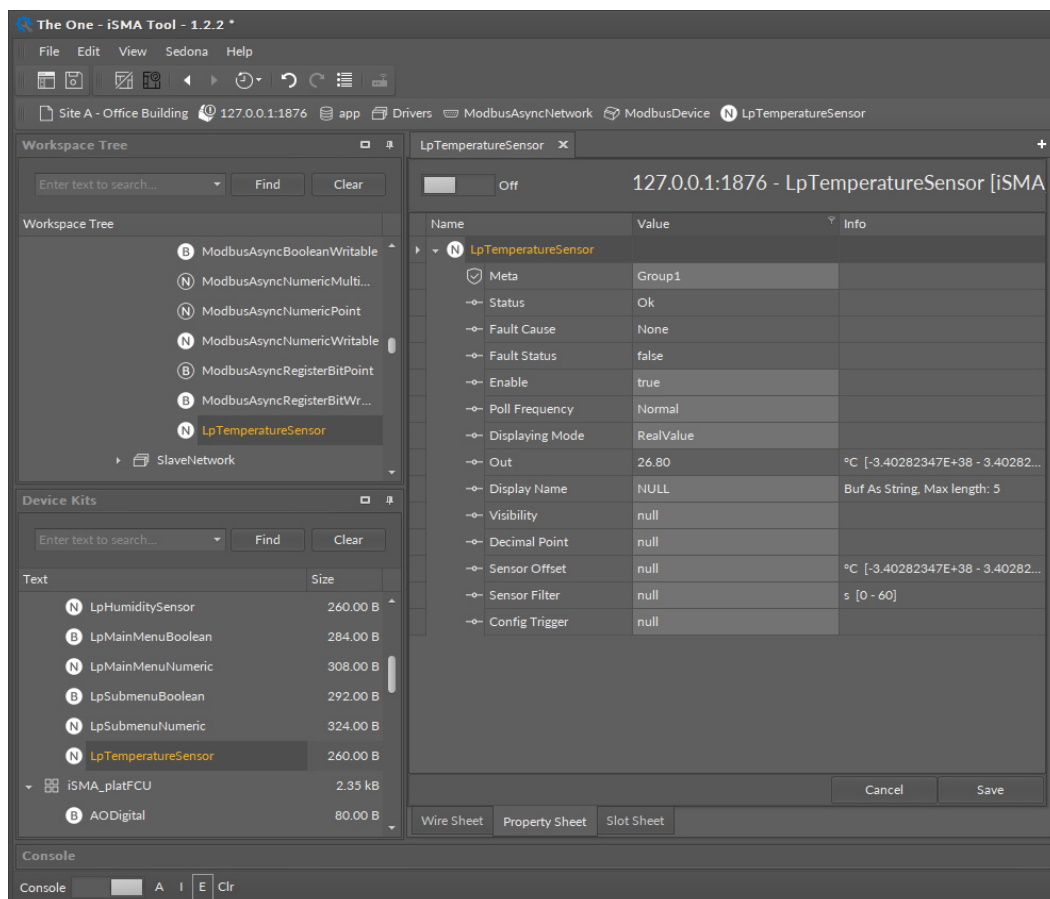 The One - iSMA Tool - 1.2.2 *
File Edit View Sedona Help
Site A - Office Building 127.0.0.1:1876 app Drivers ModbusAsyncNetwork ModbusDevice N LpTemperatureSensor
Workspace Tree
Enter text to search... Find Clear
Workspace Tree
B ModbusAsyncBooleanWritable
N ModbusAsyncNumericMulti...
N ModbusAsyncNumericPoint
N ModbusAsyncNumericWritable
B ModbusAsyncRegisterBitPoint
B ModbusAsyncRegisterBitWr...
N LpTemperatureSensor
SlaveNetwork
Device Kits
Enter text to search... Find Clear
Text Size
N LpHumiditySensor 260.00 B
B LpMainMenuBoolean 284.00 B
N LpMainMenuNumeric 308.00 B
B LpSubmenuBoolean 292.00 B
N LpSubmenuNumeric 324.00 B
N LpTemperatureSensor 260.00 B
iSMA_platFCU 2.35 kB
B AODigital 80.00 B
LpTemperatureSensor
Off 127.0.0.1:1876 - LpTemperatureSensor [iSMA
Name Value Info
N LpTemperatureSensor
Meta Group1
Status Ok
Fault Cause None
Fault Status false
Enable true
Poll Frequency Normal
Displaying Mode RealValue
Out 26.80 °C [-3.40282347E+38 - 3.40282...
Display Name NULL Buf As String, Max length: 5
Visibility null
Decimal Point null
Sensor Offset null °C [-3.40282347E+38 - 3.40282...
Sensor Filter null s [0 - 60]
Config Trigger null
Cancel Save
Wire Sheet Property Sheet Slot Sheet
Console
Console A I E Clr